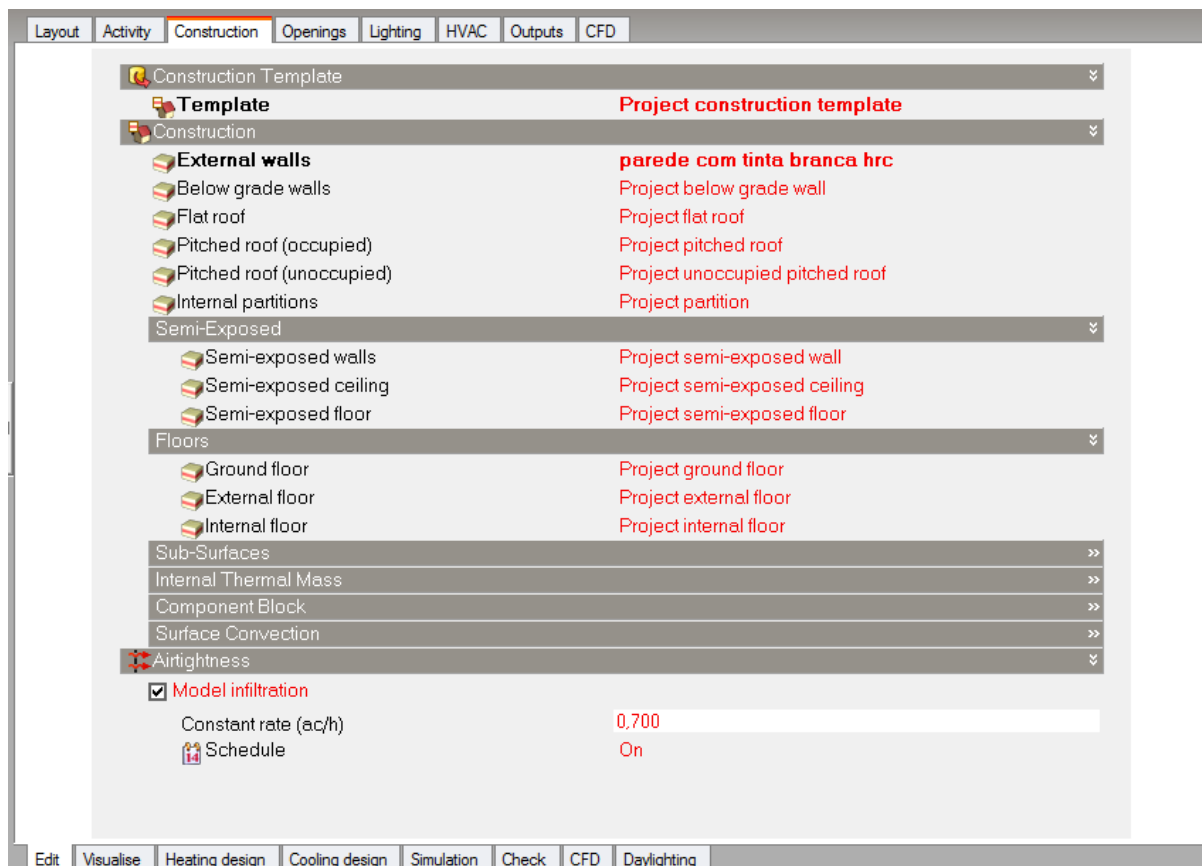 Layout Activity Construction Openings Lighting HVAC Outputs CFD
Construction Template
Template Project construction template
Construction
External walls parede com tinta branca hrc
Below grade walls Project below grade wall
Flat roof Project flat roof
Pitched roof (occupied) Project pitched roof
Pitched roof (unoccupied) Project unoccupied pitched roof
Internal partitions Project partition
Semi-Exposed
Semi-exposed walls Project semi-exposed wall
Semi-exposed ceiling Project semi-exposed ceiling
Semi-exposed floor Project semi-exposed floor
Floors
Ground floor Project ground floor
External floor Project external floor
Internal floor Project internal floor
Sub-Surfaces
Internal Thermal Mass
Component Block
Surface Convection
Airtightness
Model infiltration
Constant rate (ac/h) 0,700
14 Schedule On
Edit Visualise Heating design Cooling design Simulation Check CFD Daylighting